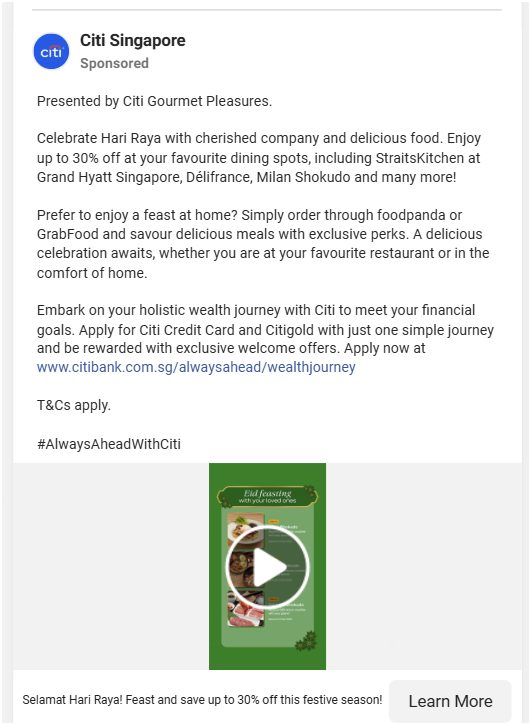 citi
Citi Singapore
Sponsored
Presented by Citi Gourmet Pleasures.
Celebrate Hari Raya with cherished company and delicious food. Enjoy
up to 30% off at your favourite dining spots, including StraitsKitchen at
Grand Hyatt Singapore, Délifrance, Milan Shokudo and many more!
Prefer to enjoy a feast at home? Simply order through foodpanda or
GrabFood and savour delicious meals with exclusive perks. A delicious
celebration awaits, whether you are at your favourite restaurant or in the
comfort of home.
Embark on your holistic wealth journey with Citi to meet your financial
goals. Apply for Citi Credit Card and Citigold with just one simple journey
and be rewarded with exclusive welcome offers. Apply now at
www.citibank.com.sg/alwaysahead/wealthjourney
T&Cs apply.
#AlwaysAheadWithCiti
Eid feasting
with your loved ones
Selamat Hari Raya! Feast and save up to 30% off this festive season!
Learn More